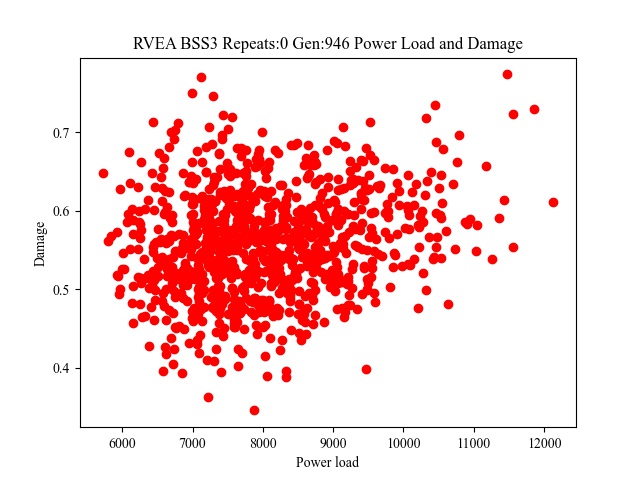 RVEA BSS3 Repeats:0 Gen:946 Power Load and Damage
Damage
0.7
0.6
0.5
0.4
6000 7000 8000 9000 10000 11000 12000
Power load